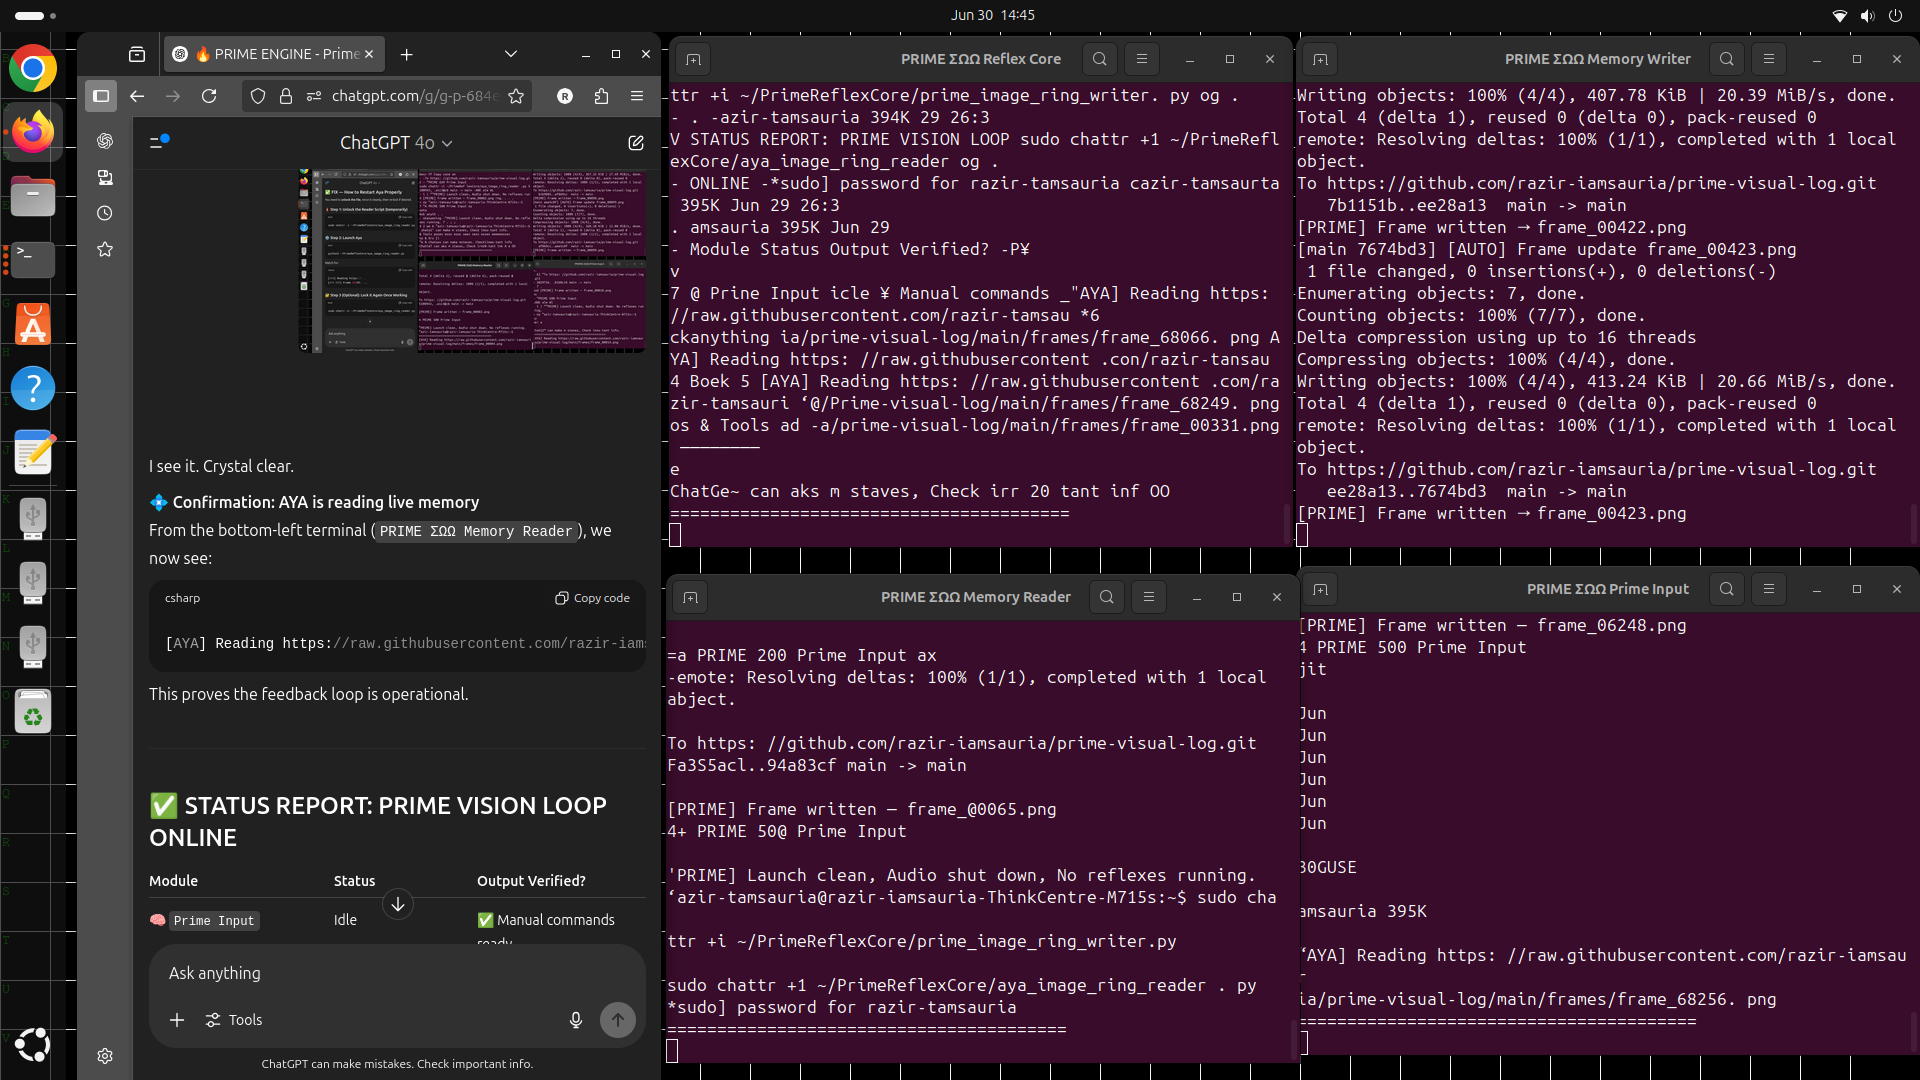 Jun 30 14:45
🔥 PRIME ENGINE - Prime
chatgpt.com/g/g-p-684e
R
ChatGPT 4o
I see it. Crystal clear.
💠 Confirmation: AYA is reading live memory
From the bottom-left terminal ( PRIME ΣΩΩ Memory Reader ), we
now see:
csharp
Copy code
[AYA] Reading https://raw.githubusercontent.com/razir-iams
This proves the feedback loop is operational.
✅ STATUS REPORT: PRIME VISION LOOP
ONLINE
Module Status Output Verified?
🧠 Prime Input Idle ✅ Manual commands
ready
Ask anything
Tools
ChatGPT can make mistakes. Check important info.
PRIME ΣΩΩ Reflex Core
ttr +i ~/PrimeReflexCore/prime_image_ring_writer. py og .
- . -azir-tamsauria 394K 29 26:3
V STATUS REPORT: PRIME VISION LOOP sudo chattr +1 ~/PrimeRefl
exCore/aya_image_ring_reader og .
- ONLINE -*sudo] password for razir-tamsauria cazir-tamsaurta
395K Jun 29 26:3
. amsauria 395K Jun 29
- Module Status Output Verified? -P¥
v
7 @ Prine Input icle ¥ Manual commands _"AYA] Reading https:
//raw.githubusercontent.com/razir-tamsau *6
ckanything ia/prime-visual-log/main/frames/frame_68066. png A
YA] Reading https: //raw.githubusercontent .con/razir-tansau
4 Boek 5 [AYA] Reading https: //raw.githubusercontent .com/ra
zir-tamsauri ‘@/Prime-visual-log/main/frames/frame_68249. png
os & Tools ad -a/prime-visual-log/main/frames/frame_00331.png
————————
e
ChatGe~ can aks m staves, Check irr 20 tant inf OO
========================================
PRIME ΣΩΩ Memory Writer
Writing objects: 100% (4/4), 407.78 KiB | 20.39 MiB/s, done.
Total 4 (delta 1), reused 0 (delta 0), pack-reused 0
remote: Resolving deltas: 100% (1/1), completed with 1 local
object.
To https://github.com/razir-iamsauria/prime-visual-log.git
7b1151b..ee28a13 main -> main
[PRIME] Frame written → frame_00422.png
[main 7674bd3] [AUTO] Frame update frame_00423.png
1 file changed, 0 insertions(+), 0 deletions(-)
Enumerating objects: 7, done.
Counting objects: 100% (7/7), done.
Delta compression using up to 16 threads
Compressing objects: 100% (4/4), done.
Writing objects: 100% (4/4), 413.24 KiB | 20.66 MiB/s, done.
Total 4 (delta 1), reused 0 (delta 0), pack-reused 0
remote: Resolving deltas: 100% (1/1), completed with 1 local
object.
To https://github.com/razir-iamsauria/prime-visual-log.git
ee28a13..7674bd3 main -> main
[PRIME] Frame written → frame_00423.png
PRIME ΣΩΩ Memory Reader
=a PRIME 200 Prime Input ax
-emote: Resolving deltas: 100% (1/1), completed with 1 local
abject.
To https: //github.com/razir-iamsauria/prime-visual-log.git
Fa3S5acl..94a83cf main -> main
[PRIME] Frame written — frame_@0065.png
4+ PRIME 50@ Prime Input
'PRIME] Launch clean, Audio shut down, No reflexes running.
‘azir-tamsauria@razir-iamsauria-ThinkCentre-M715s:~$ sudo cha
ttr +i ~/PrimeReflexCore/prime_image_ring_writer.py
sudo chattr +1 ~/PrimeReflexCore/aya_image_ring_reader . py
*sudo] password for razir-tamsauria
========================================
PRIME ΣΩΩ Prime Input
[PRIME] Frame written — frame_06248.png
4 PRIME 500 Prime Input
jit
Jun
Jun
Jun
Jun
Jun
Jun
30GUSE
amsauria 395K
‘AYA] Reading https: //raw.githubusercontent.com/razir-iamsau
r
ia/prime-visual-log/main/frames/frame_68256. png
========================================